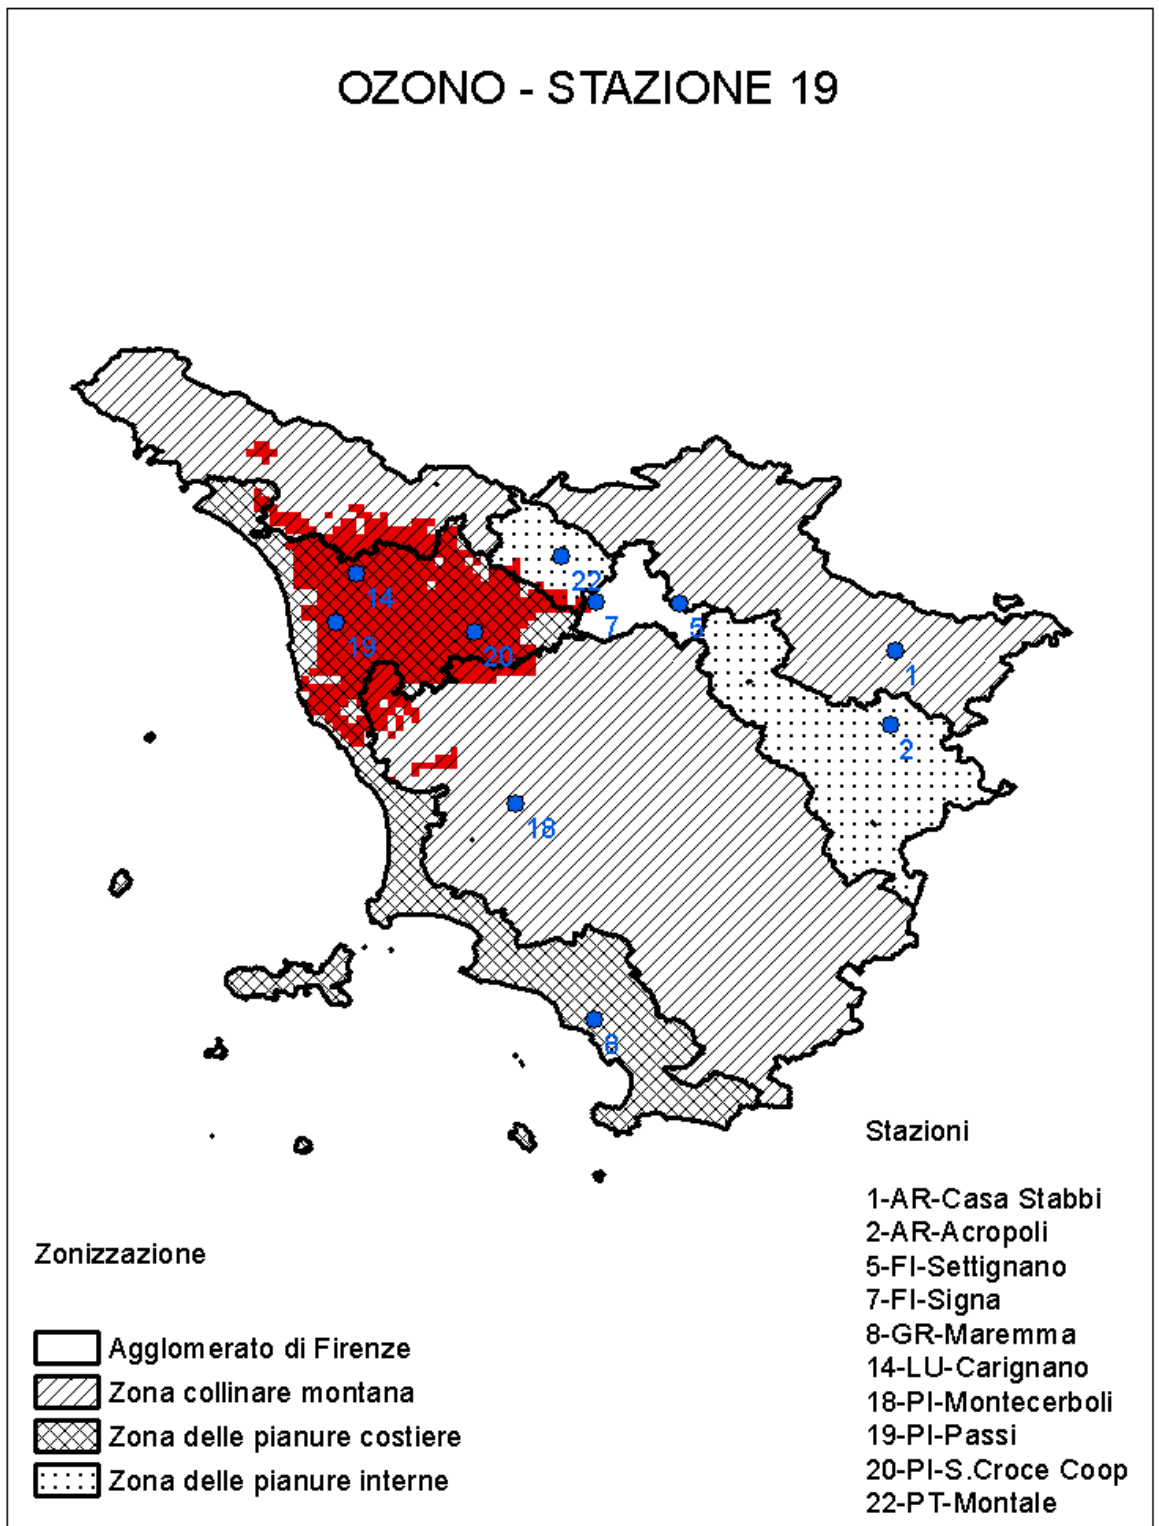 OZONO - STAZIONE 19
14
19
20
22
7
5
1
2
18
8
Stazioni
1-AR-Casa Stabbi
2-AR-Acropoli
5-FI-Settignano
7-FI-Signa
8-GR-Maremma
14-LU-Carignano
18-PI-Montecerboli
19-PI-Passi
20-PI-S.Croce Coop
22-PT-Montale
Zonizzazione
Agglomerato di Firenze
Zona collinare montana
Zona delle pianure costiere
Zona delle pianure interne